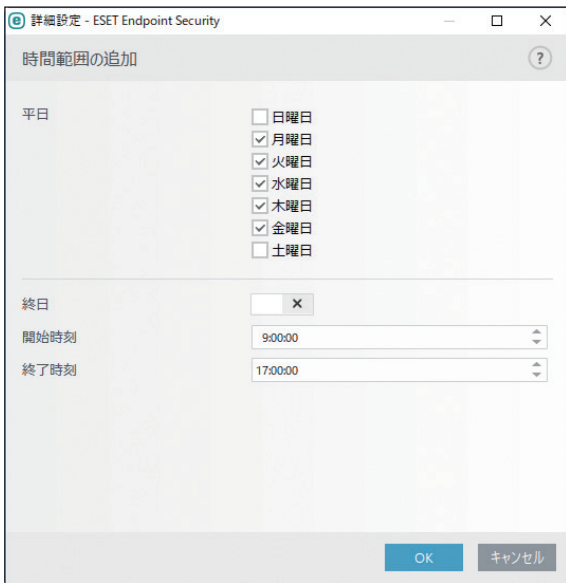 詳細設定 - ESET Endpoint Security
時間範囲の追加
?
平日
日曜日
月曜日
火曜日
水曜日
木曜日
金曜日
土曜日
終日
開始時刻 9:00:00
終了時刻 17:00:00
OK キャンセル